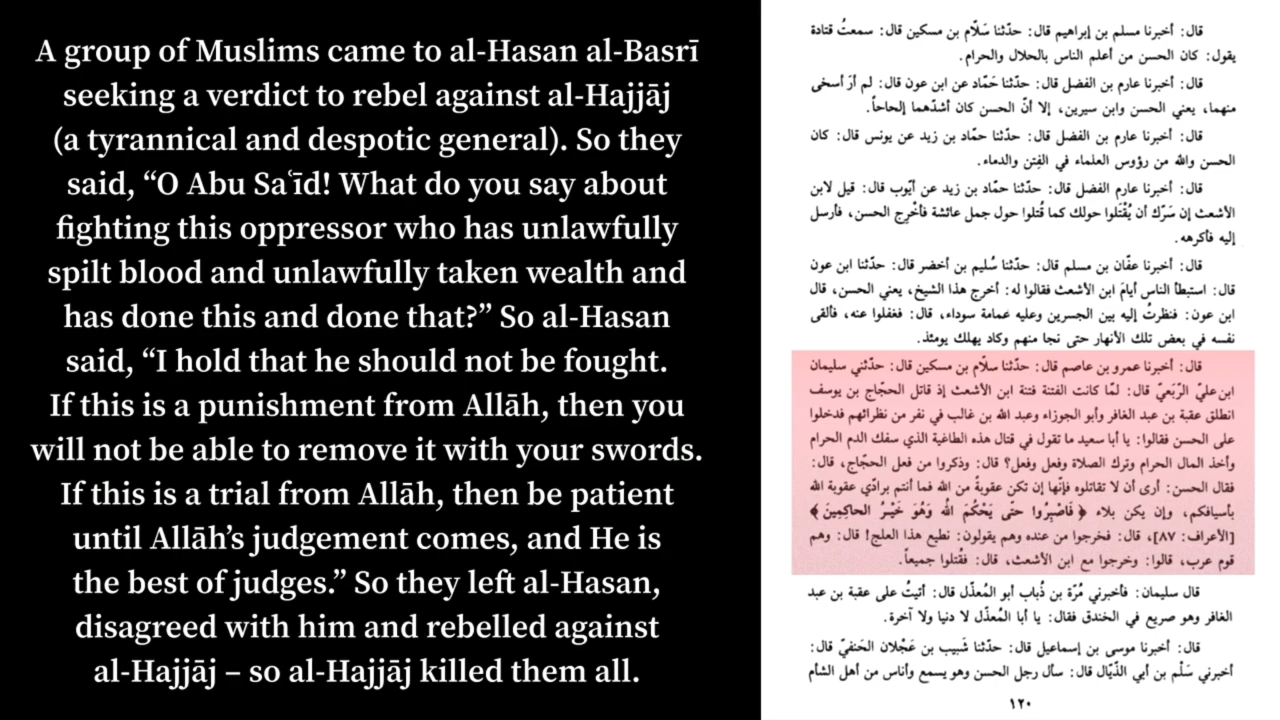 A group of Muslims came to al-Hasan al-Basrī
seeking a verdict to rebel against al-Hajjāj
(a tyrannical and despotic general). So they
said, “O Abu Saʿīd! What do you say about
fighting this oppressor who has unlawfully
spilt blood and unlawfully taken wealth and
has done this and done that?” So al-Hasan
said, “I hold that he should not be fought.
If this is a punishment from Allāh, then you
will not be able to remove it with your swords.
If this is a trial from Allāh, then be patient
until Allāh’s judgement comes, and He is
the best of judges.” So they left al-Hasan,
disagreed with him and rebelled against
al-Hajjāj – so al-Hajjāj killed them all.
قال: أخبرنا مسلم بن إبراهيم قال: حدّثنا سَلّام بن مسكين قال: سمعتُ قتادة
يقول: كان الحسن من أعلم الناس بالحلال والحرام.
قال: أخبرنا عارم بن الفضل قال: حدّثنا حَمّاد عن ابن عون قال: لم أرَ أسخى
منهما، يعني الحسن وابن سيرين، إلا أنّ الحسن كان أشدّهما إلحاحاً.
قال: أخبرنا عارم بن الفضل قال: حدّثنا حمّاد بن زيد عن يونس قال: كان
الحسن والله من رؤوس العلماء في الفِتن والدماء.
قال: أخبرنا عارم الفضل قال: حدّثنا حمّاد بن زيد عن أيّوب قال: قيل لابن
الأشعث إن سَرّك أن يُقْتَلوا حولك كما قُتلوا حول جمل عائشة فأخْرِج الحسن، فأرسل
إليه فأكرهه.
قال: أخبرنا عفّان بن مسلم قال: حدّثنا سُليم بن أخضر قال: حدّثنا ابن عون
قال: استبطأ الناس أيامَ ابن الأشعث فقالوا له: أخرج هذا الشيخ، يعني الحسن، قال
ابن عون: فنظرتُ إليه بين الجسرين وعليه عمامة سوداء، قال: فغفلوا عنه، فألقى
نفسه في بعض تلك الأنهار حتى نجا منهم وكاد يهلك يومئذ.
قال: أخبرنا عمرو بن عاصم قال: حدّثنا سلّام بن مسكين قال: حدّثني سليمان
ابن عليّ الرّبَعيّ قال: لمّا كانت الفتنة فتنة ابن الأشعث إذ قاتل الحجّاج بن يوسف
انطلق عقبة بن عبد الغافر وأبو الجوزاء وعبد الله بن غالب في نفر من نظرائهم فدخلوا
على الحسن فقالوا: يا أبا سعيد ما تقول في قتال هذه الطاغية الذي سفك الدم الحرام
وأخذ المال الحرام وترك الصلاة وفعل وفعل؟ قال: وذكروا من فعل الحجّاج، قال:
فقال الحسن: أرى أن لا تقاتلوه فإنّها إن تكن عقوبةً من الله فما أنتم برادّي عقوبة الله
بأسيافكم، وإن يكن بلاء ﴿ فَاصْبِرُوا حتى يَحْكُمَ الله وَهُوَ خَيْرُ الحاكِمِينَ ﴾
[الأعراف: ٨٧]، قال: فخرجوا من عنده وهم يقولون: نطيع هذا العلج! قال: وهم
قوم عرب، قالوا: وخرجوا مع ابن الأشعث، قال: فقُتلوا جميعاً.
قال سليمان: فأخبرني مُرّة بن ذُباب أبو المُعذّل قال: أتيتُ على عقبة بن عبد
الغافر وهو صريع في الخندق فقال: يا أبا المُعذّل لا دنيا ولا آخرة.
قال: أخبرنا موسى بن إسماعيل قال: حدّثنا شَبيب بن عَجْلان الحَنفيّ قال:
أخبرني سَلْم بن أبي الذّيّال قال: سأل رجل الحسن وهو يسمع وأناس من أهل الشأم
١٢٠